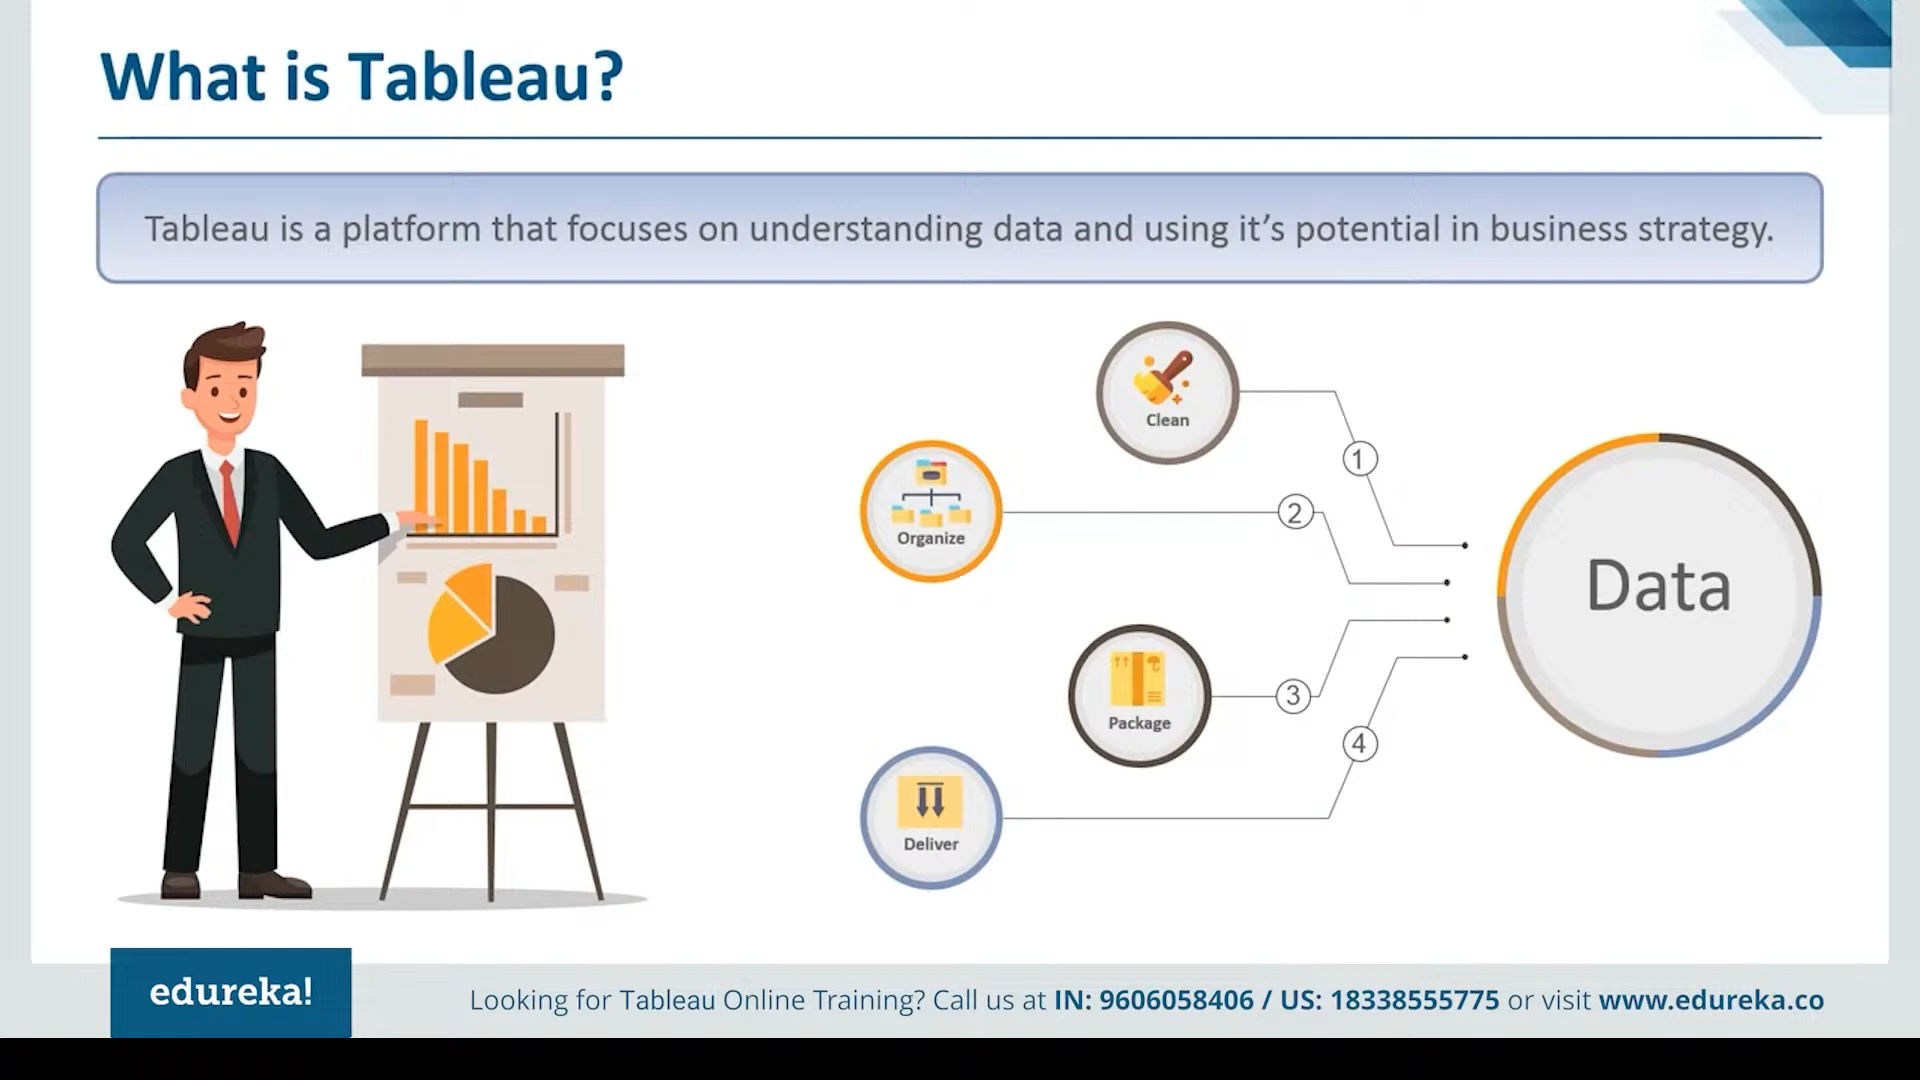 What is Tableau?
Tableau is a platform that focuses on understanding data and using it’s potential in business strategy.
Clean
1
Organize
2
Data
Package
3
4
Deliver
edureka!
Looking for Tableau Online Training? Call us at IN: 9606058406 / US: 18338555775 or visit www.edureka.co